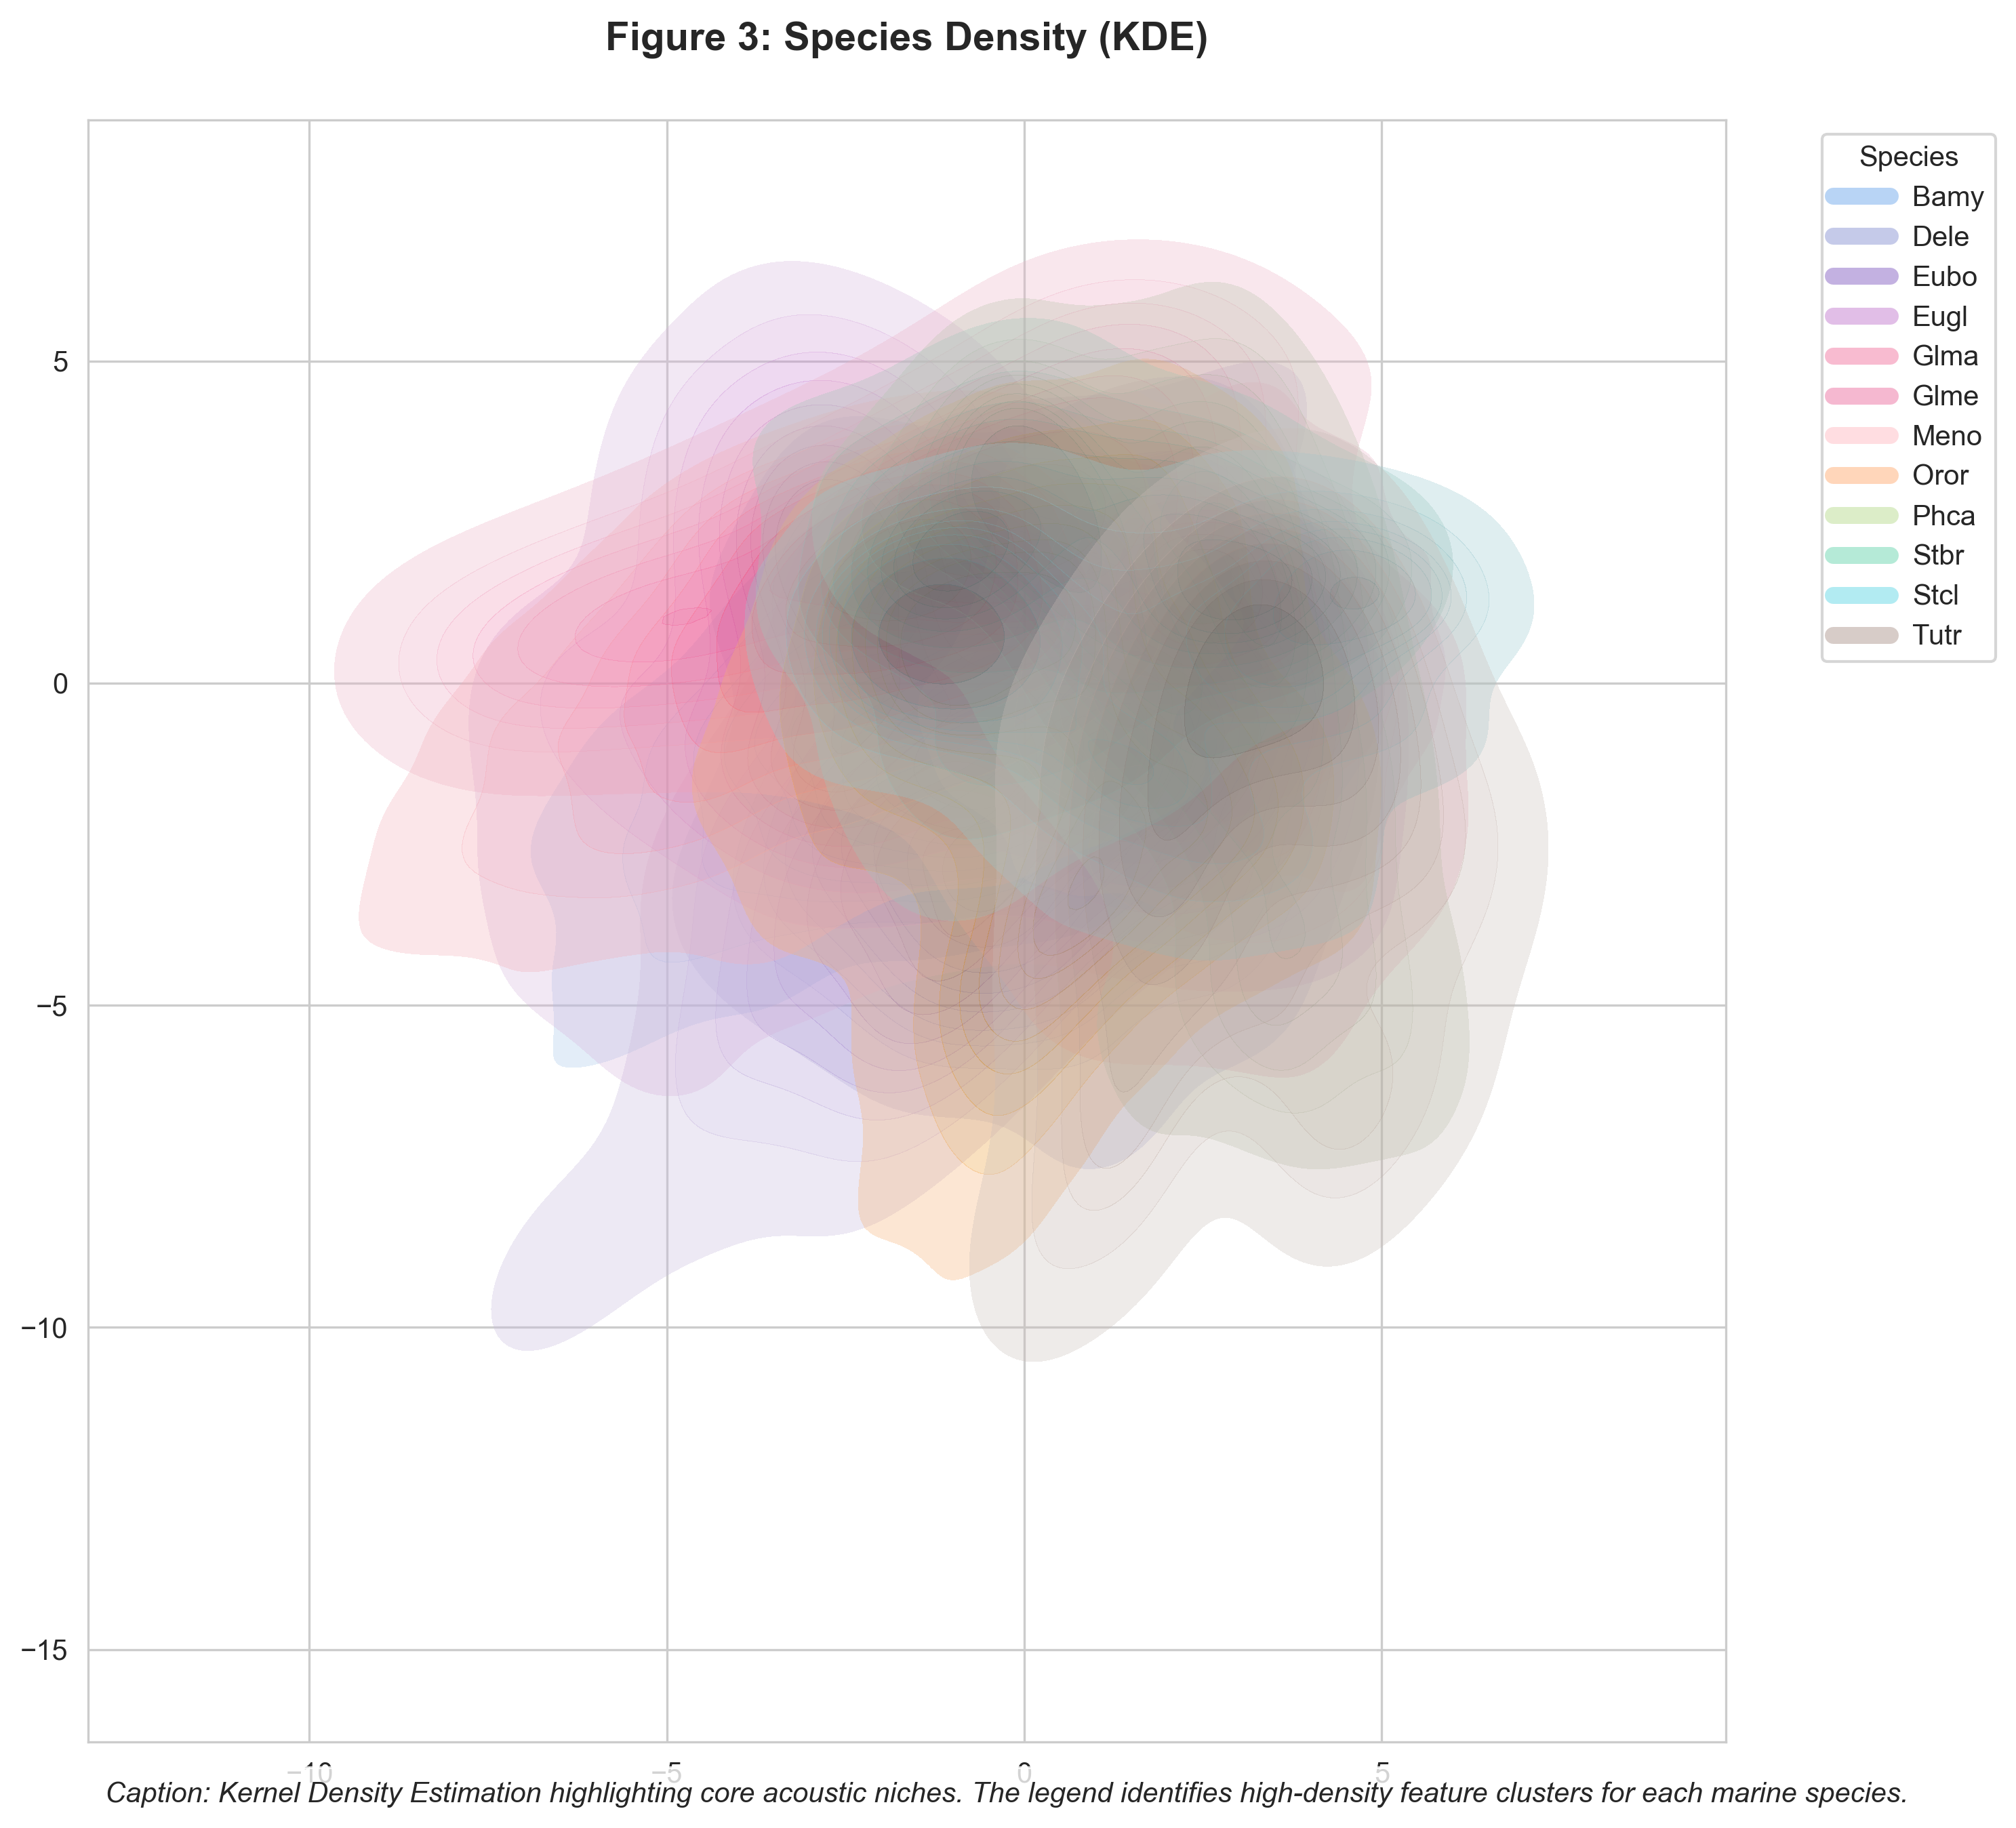 Figure 3: Species Density (KDE)
Species
Bamy
Dele
Eubo
Eugl
Glma
Glme
Meno
Oror
Phca
Stbr
Stcl
Tutr
5
0
−5
−10
−15
−10 −5 0 5
Caption: Kernel Density Estimation highlighting core acoustic niches. The legend identifies high-density feature clusters for each marine species.